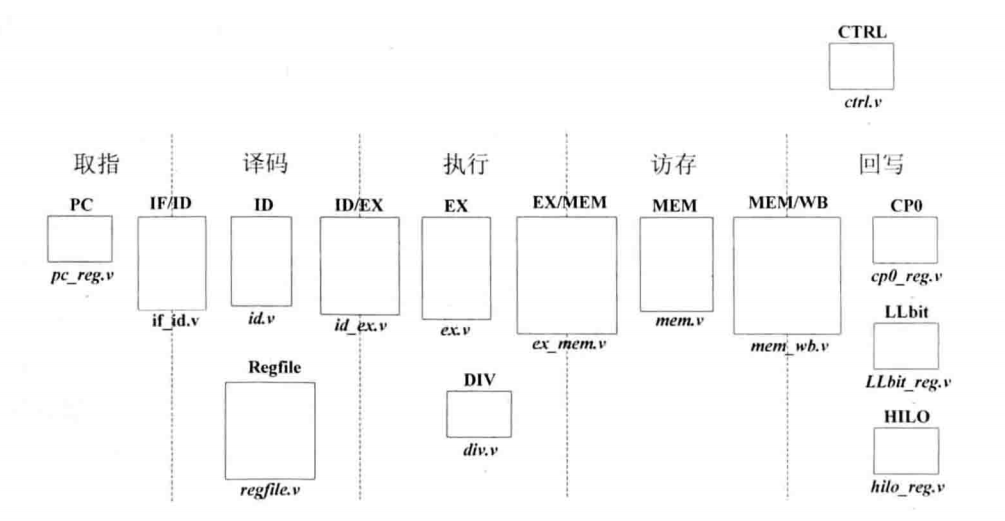 CTRL
ctrl.v
取指 译码 执行 访存 回写
PC IF/ID ID ID/EX EX EX/MEM MEM MEM/WB CP0
pc_reg.v if_id.v id.v id_ex.v ex.v ex_mem.v mem.v mem_wb.v cp0_reg.v
LLbit
LLbit_reg.v
Regfile
regfile.v
DIV
div.v
HILO
hilo_reg.v